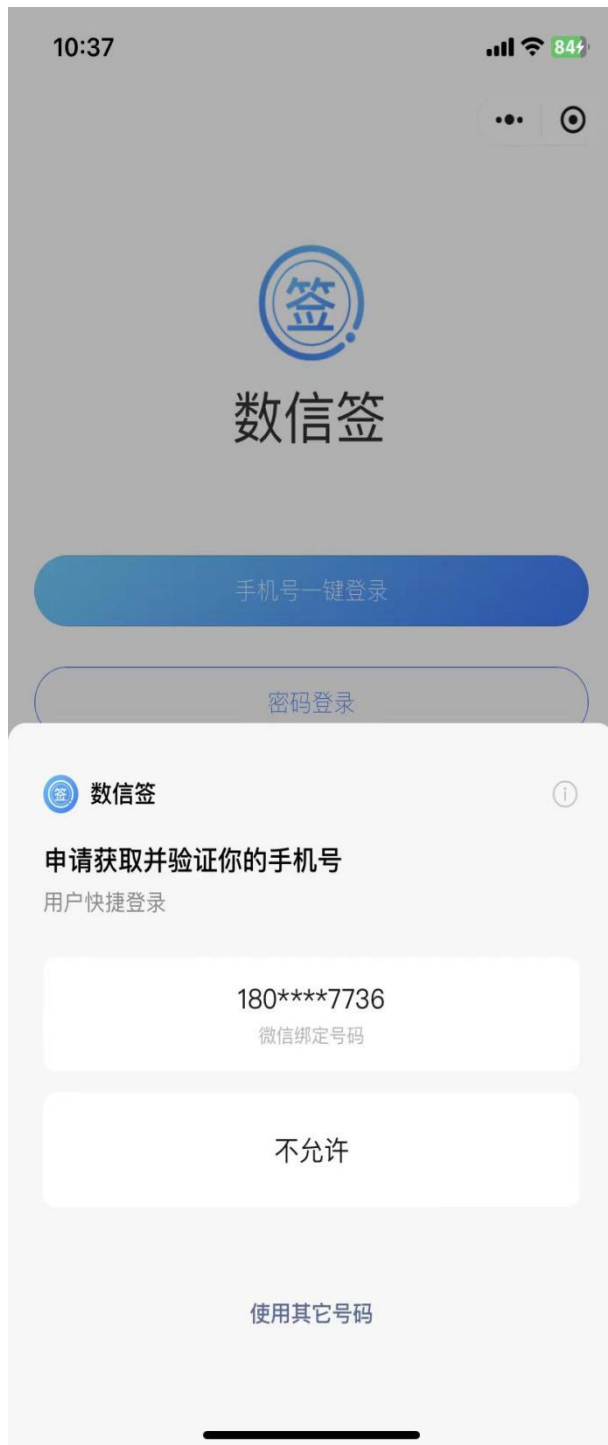 10:37
84
签
数信签
手机号一键登录
密码登录
签 数信签
申请获取并验证你的手机号
用户快捷登录
180****7736
微信绑定号码
不允许
使用其它号码